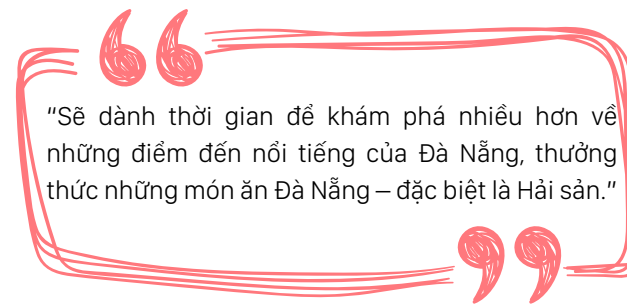 "Sẽ dành thời gian để khám phá nhiều hơn về
những điểm đến nổi tiếng của Đà Nẵng, thưởng
thức những món ăn Đà Nẵng – đặc biệt là Hải sản."